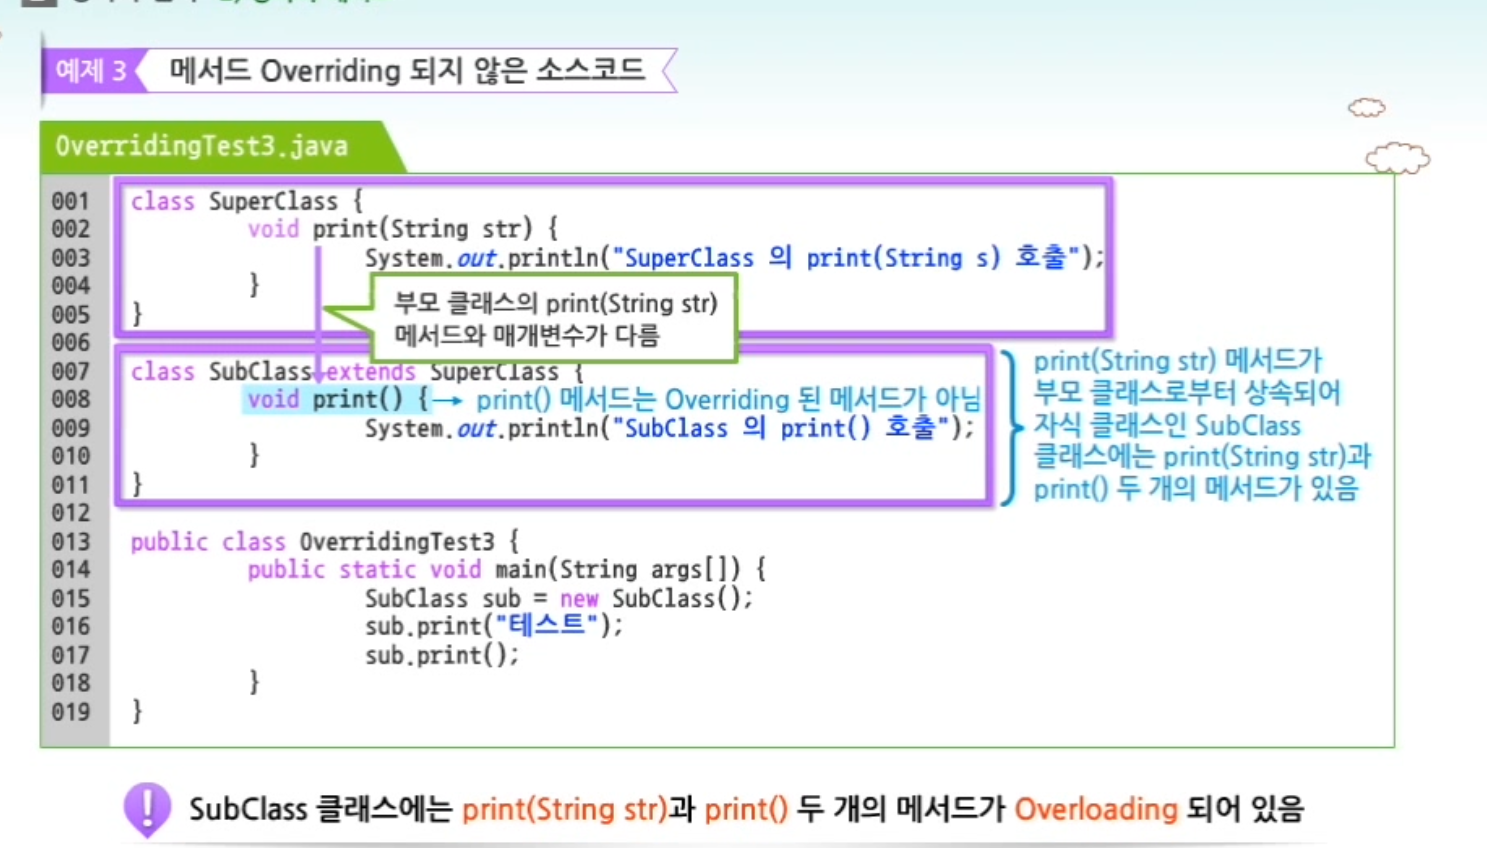 예제 3 메서드 Overriding 되지 않은 소스코드
OverridingTest3.java
001 class SuperClass {
002 void print(String str) {
003 System.out.println("SuperClass 의 print(String s) 호출");
004 }
005 }
부모 클래스의 print(String str)
메서드와 매개변수가 다름
006
007 class SubClass extends SuperClass {
008 void print() { → print() 메서드는 Overriding 된 메서드가 아님
009 System.out.println("SubClass 의 print() 호출");
010 }
011 }
print(String str) 메서드가
부모 클래스로부터 상속되어
자식 클래스인 SubClass
클래스에는 print(String str)과
print() 두 개의 메서드가 있음
012
013 public class OverridingTest3 {
014 public static void main(String args[]) {
015 SubClass sub = new SubClass();
016 sub.print("테스트");
017 sub.print();
018 }
019 }
! SubClass 클래스에는 print(String str)과 print() 두 개의 메서드가 Overloading 되어 있음